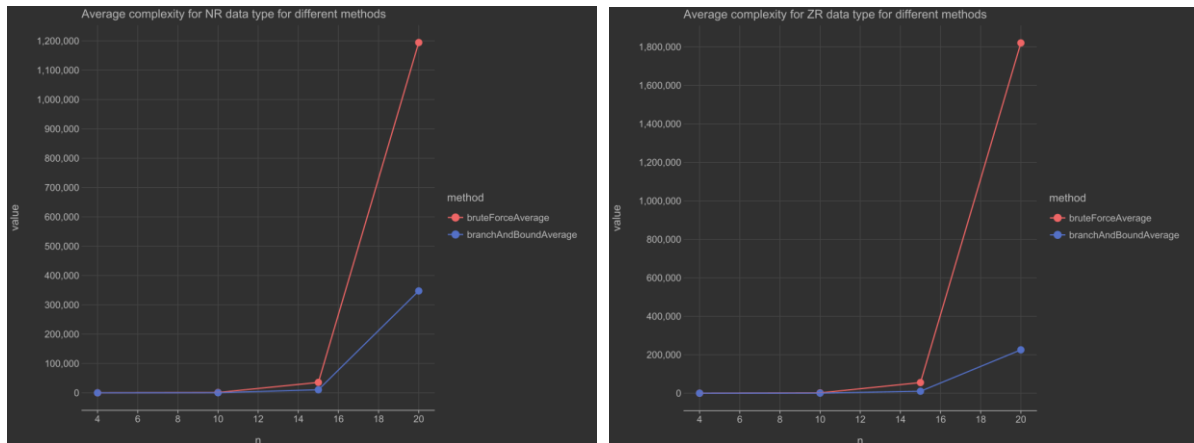 Average complexity for NR data type for different methods
1,200,000
1,100,000
1,000,000
900,000
800,000
700,000
600,000
500,000
400,000
300,000
200,000
100,000
0
value
4 6 8 10 12 14 16 18 20
n
method
bruteForceAverage
branchAndBoundAverage
Average complexity for ZR data type for different methods
1,800,000
1,600,000
1,400,000
1,200,000
1,000,000
800,000
600,000
400,000
200,000
0
value
4 6 8 10 12 14 16 18 20
n
method
bruteForceAverage
branchAndBoundAverage